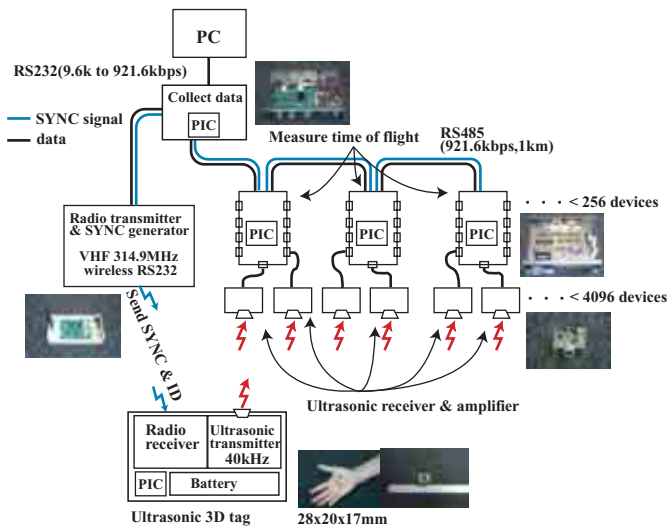 PC
RS232(9.6k to 921.6kbps)
Collect data
PIC
SYNC signal
data
Measure time of flight
RS485
(921.6kbps,1km)
Radio transmitter
& SYNC generator
VHF 314.9MHz
wireless RS232
PIC
PIC
PIC
· · · < 256 devices
· · · < 4096 devices
Send SYNC & ID
Ultrasonic receiver & amplifier
Radio
receiver
Ultrasonic
transmitter
40kHz
PIC
Battery
Ultrasonic 3D tag
28x20x17mm